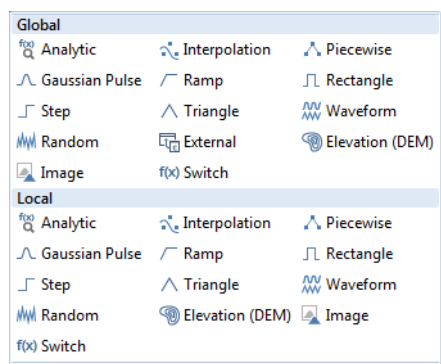 Global
f(x) Analytic Interpolation Piecewise
Gaussian Pulse Ramp Rectangle
Step Triangle Waveform
Random External Elevation (DEM)
Image f(x) Switch
Local
f(x) Analytic Interpolation Piecewise
Gaussian Pulse Ramp Rectangle
Step Triangle Waveform
Random Elevation (DEM) Image
f(x) Switch